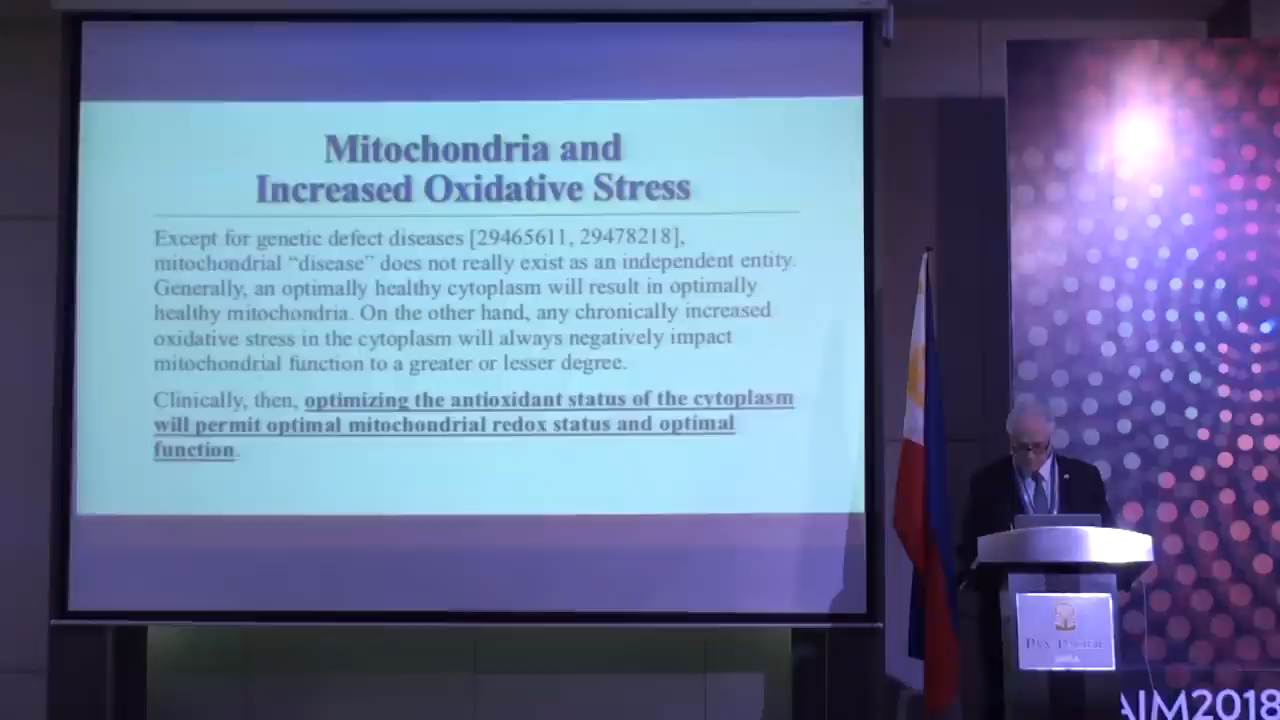 Mitochondria and
Increased Oxidative Stress
Except for genetic defect diseases [29465611, 29478218],
mitochondrial “disease” does not really exist as an independent entity.
Generally, an optimally healthy cytoplasm will result in optimally
healthy mitochondria. On the other hand, any chronically increased
oxidative stress in the cytoplasm will always negatively impact
mitochondrial function to a greater or lesser degree.
Clinically, then, optimizing the antioxidant status of the cytoplasm
will permit optimal mitochondrial redox status and optimal
function.
PAN PACIFIC
AIM2018